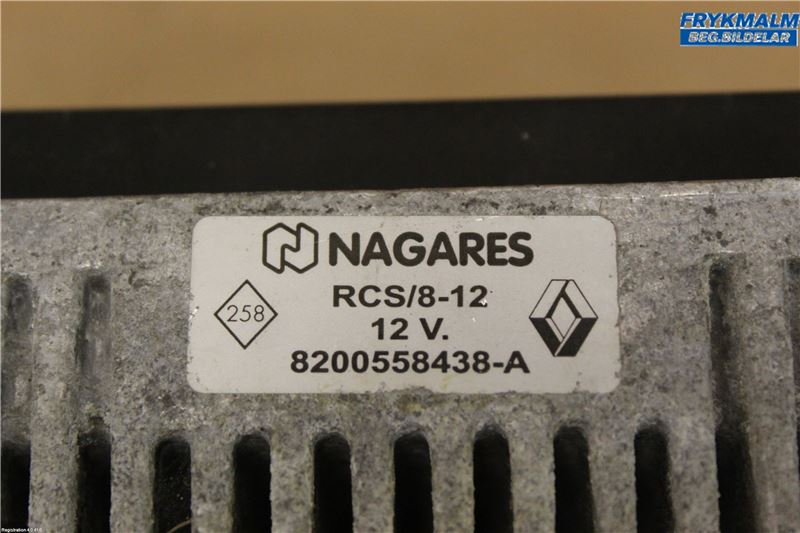 FRYKMALM
BEG.BILDELAR
NAGARES
RCS/8-12
258
12 V.
8200558438-A